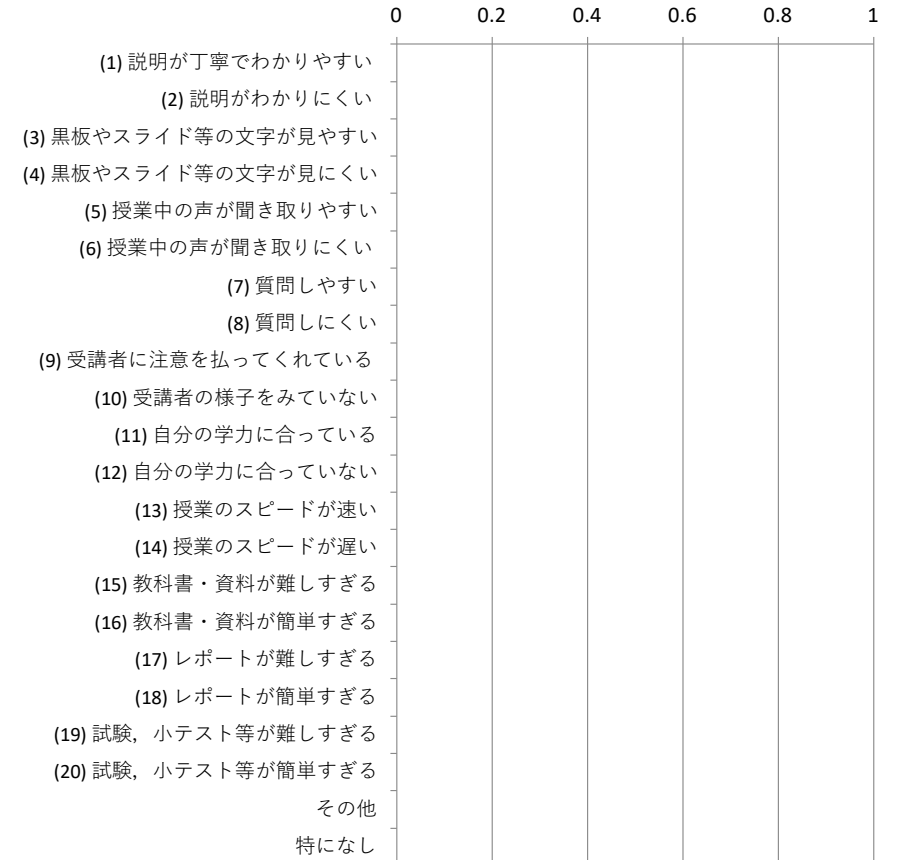 0 0.2 0.4 0.6 0.8 1
(1) 説明が丁寧でわかりやすい
(2) 説明がわかりにくい
(3) 黒板やスライド等の文字が見やすい
(4) 黒板やスライド等の文字が見にくい
(5) 授業中の声が聞き取りやすい
(6) 授業中の声が聞き取りにくい
(7) 質問しやすい
(8) 質問しにくい
(9) 受講者に注意を払ってくれている
(10) 受講者の様子をみていない
(11) 自分の学力に合っている
(12) 自分の学力に合っていない
(13) 授業のスピードが速い
(14) 授業のスピードが遅い
(15) 教科書・資料が難しすぎる
(16) 教科書・資料が簡単すぎる
(17) レポートが難しすぎる
(18) レポートが簡単すぎる
(19) 試験，小テスト等が難しすぎる
(20) 試験，小テスト等が簡単すぎる
その他
特になし